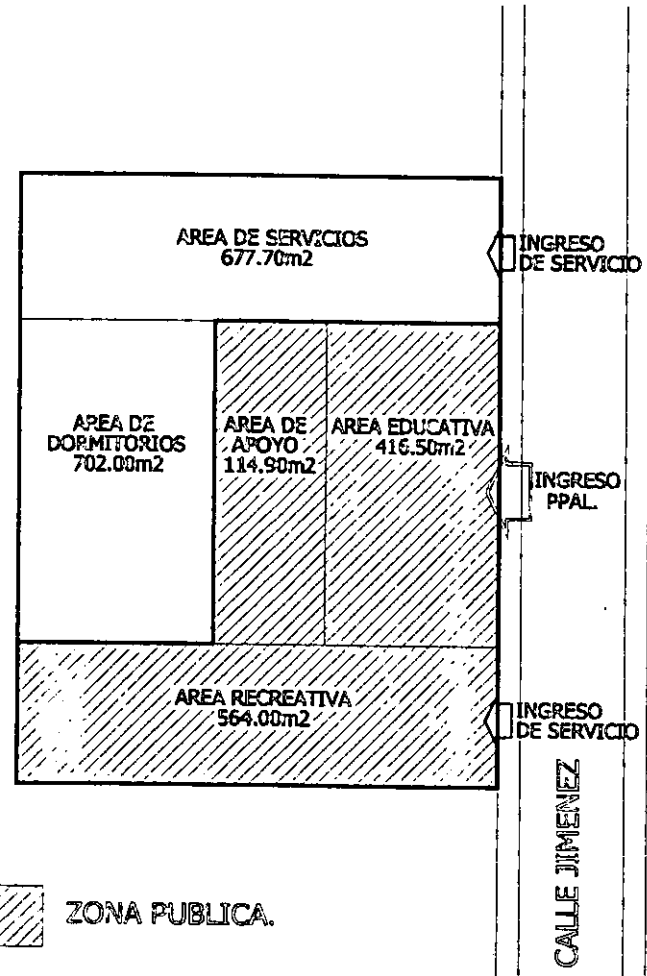 AREA DE SERVICIOS
677.70m2
INGRESO
DE SERVICIO
AREA DE
DORMITORIOS
702.00m2
AREA DE
APOYO
114.90m2
AREA EDUCATIVA
416.50m2
INGRESO
PPAL.
AREA RECREATIVA
564.00m2
INGRESO
DE SERVICIO
CALLE JIMENEZ
ZONA PUBLICA.